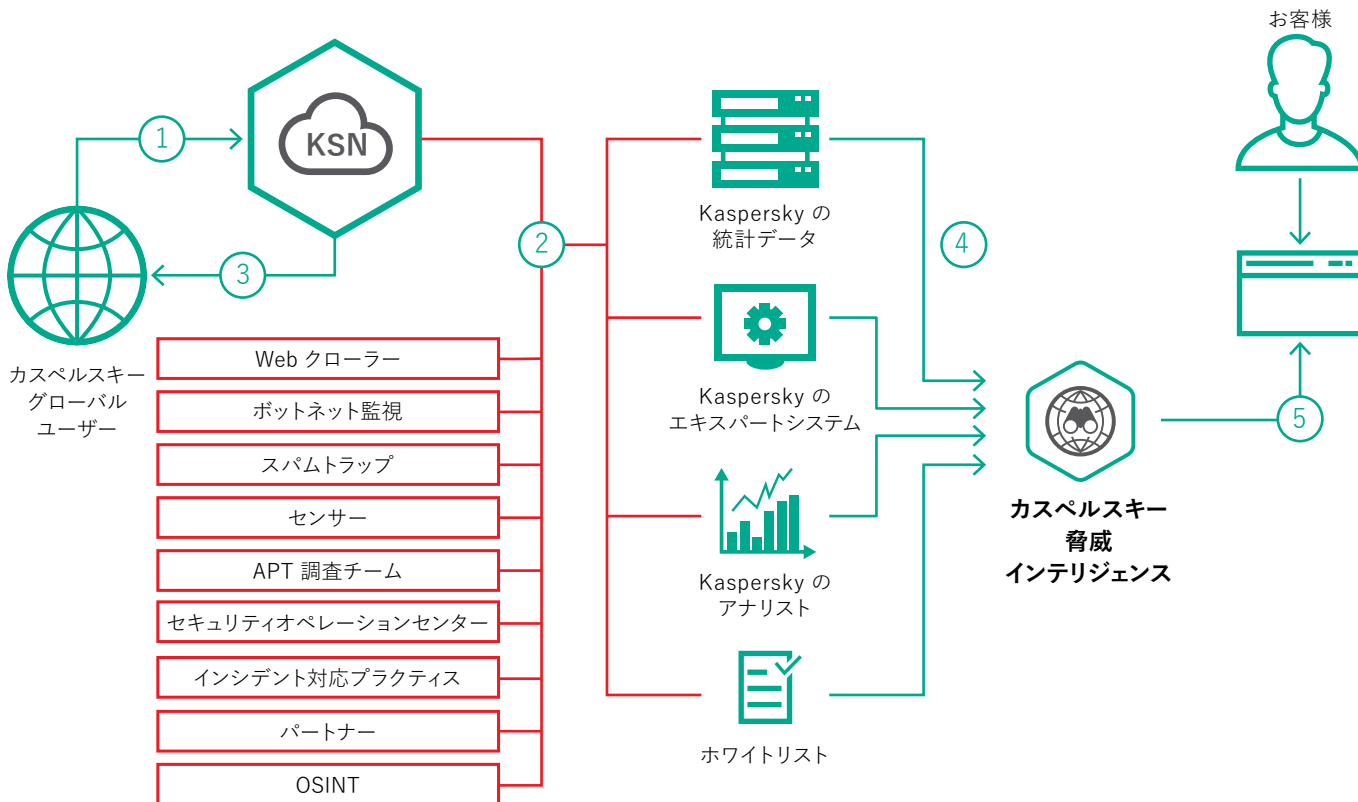 お客様
KSN
1
2
3
4
5
カスペルスキー
グローバル
ユーザー
Web クローラー
ボットネット監視
スパムトラップ
センサー
APT 調査チーム
セキュリティオペレーションセンター
インシデント対応プラクティス
パートナー
OSINT
Kaspersky の
統計データ
Kaspersky の
エキスパートシステム
Kaspersky の
アナリスト
ホワイトリスト
カスペルスキー
脅威
インテリジェンス